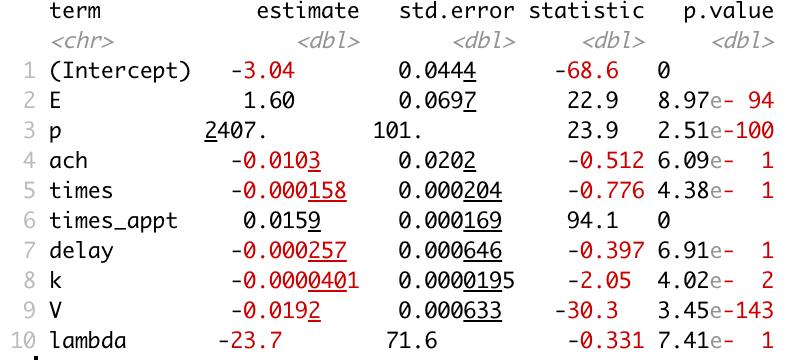 term estimate std.error statistic p.value
<chr> <dbl> <dbl> <dbl> <dbl>
1 (Intercept) -3.04 0.0444 -68.6 0
2 E 1.60 0.0697 22.9 8.97e- 94
3 p 2407. 101. 23.9 2.51e-100
4 ach -0.0103 0.0202 -0.512 6.09e- 1
5 times -0.000158 0.000204 -0.776 4.38e- 1
6 times_appt 0.0159 0.000169 94.1 0
7 delay -0.000257 0.000646 -0.397 6.91e- 1
8 k -0.0000401 0.0000195 -2.05 4.02e- 2
9 V -0.0192 0.000633 -30.3 3.45e-143
10 lambda -23.7 71.6 -0.331 7.41e- 1